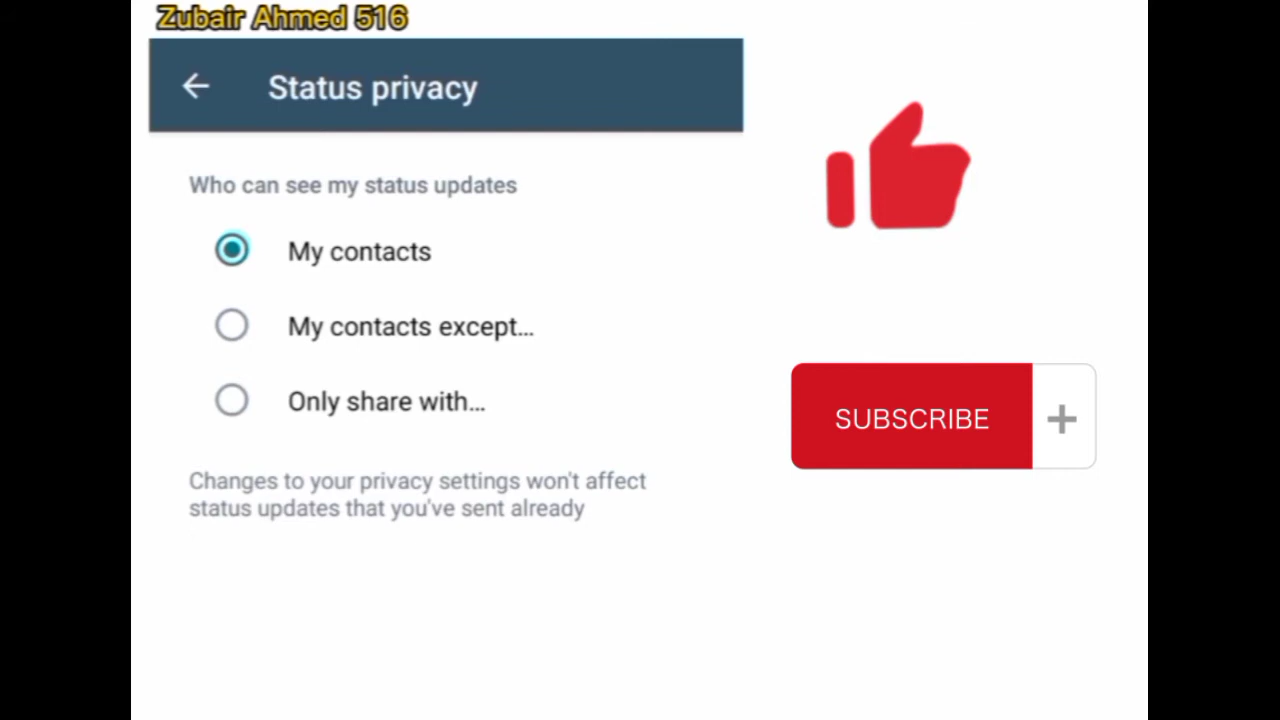 Zubair Ahmed 516
Status privacy
Who can see my status updates
My contacts
My contacts except...
Only share with...
Changes to your privacy settings won't affect
status updates that you've sent already
SUBSCRIBE +